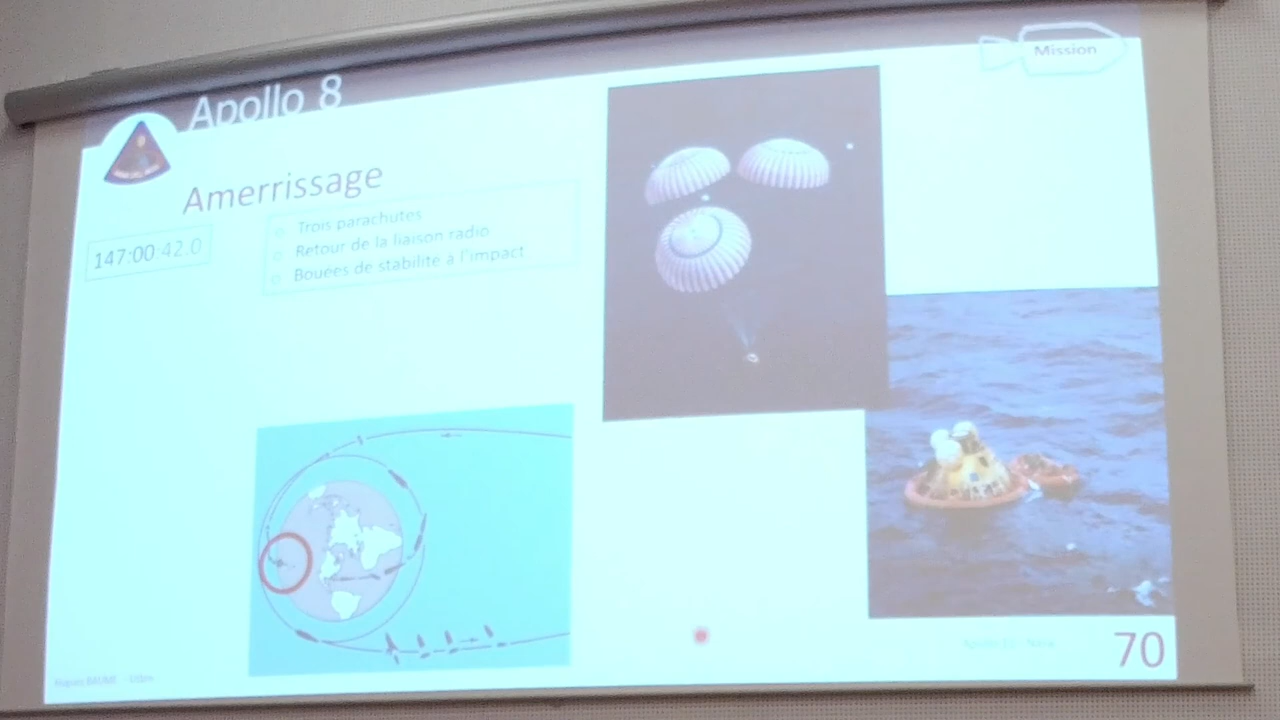 Mission
Apollo 8
Amerrissage
147:00:42.0
Trois parachutes
Retour de la liaison radio
Bouées de stabilité à l'impact
70